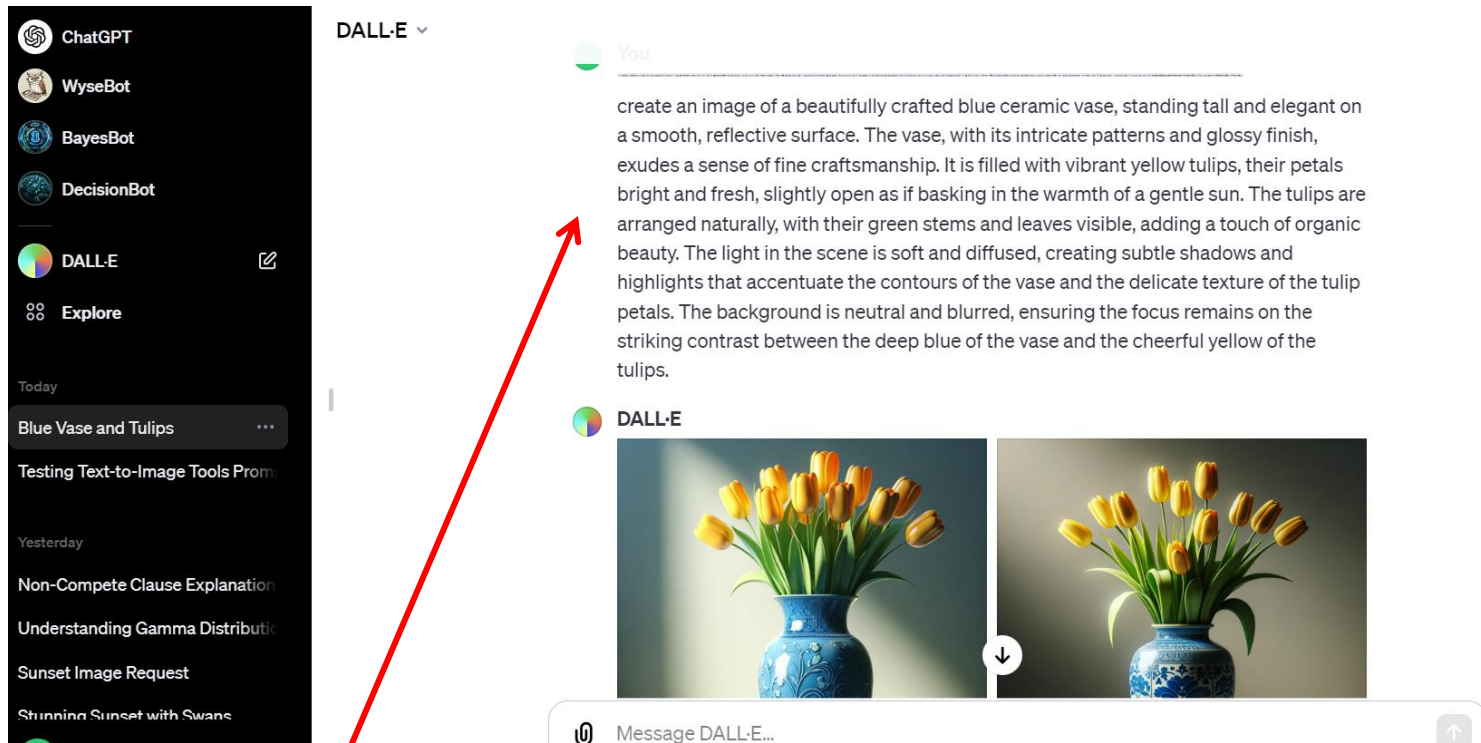 ChatGPT
WyseBot
BayesBot
DecisionBot
DALL·E
Explore
Today
Blue Vase and Tulips
Testing Text-to-Image Tools Prom
Yesterday
Non-Compete Clause Explanation
Understanding Gamma Distributic
Sunset Image Request
Stunning Sunset with Swans
DALL·E
You
create an image of a beautifully crafted blue ceramic vase, standing tall and elegant on
a smooth, reflective surface. The vase, with its intricate patterns and glossy finish,
exudes a sense of fine craftsmanship. It is filled with vibrant yellow tulips, their petals
bright and fresh, slightly open as if basking in the warmth of a gentle sun. The tulips are
arranged naturally, with their green stems and leaves visible, adding a touch of organic
beauty. The light in the scene is soft and diffused, creating subtle shadows and
highlights that accentuate the contours of the vase and the delicate texture of the tulip
petals. The background is neutral and blurred, ensuring the focus remains on the
striking contrast between the deep blue of the vase and the cheerful yellow of the
tulips.
DALL·E
Message DALL·E...